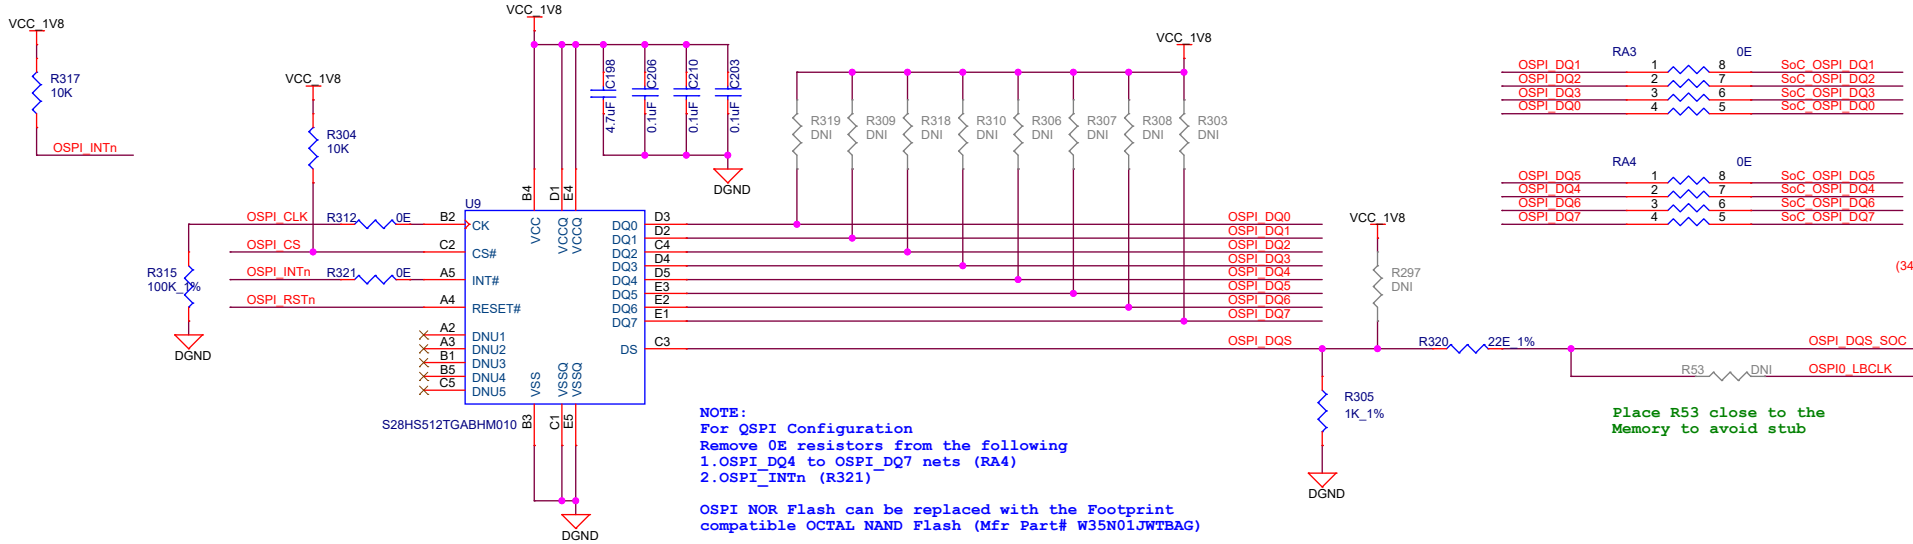 VCC_1V8
R317
10K
OSPI_INTn
VCC_1V8
R304
10K
VCC_1V8
C198
4.7uF
C206
0.1uF
C210
0.1uF
C203
0.1uF
DGND
VCC_1V8
R319
DNI
R309
DNI
R318
DNI
R310
DNI
R306
DNI
R307
DNI
R308
DNI
R303
DNI
RA3 0E
OSPI_DQ1 1 8 SoC_OSPI_DQ1
OSPI_DQ2 2 7 SoC_OSPI_DQ2
OSPI_DQ3 3 6 SoC_OSPI_DQ3
OSPI_DQ0 4 5 SoC_OSPI_DQ0
RA4 0E
OSPI_DQ5 1 8 SoC_OSPI_DQ5
OSPI_DQ4 2 7 SoC_OSPI_DQ4
OSPI_DQ6 3 6 SoC_OSPI_DQ6
OSPI_DQ7 4 5 SoC_OSPI_DQ7
(34
U9
B4 D1 E4
VCC VCCQ VCCQ
OSPI_CLK R312 0E B2 CK
OSPI_CS C2 CS#
OSPI_INTn R321 0E A5 INT#
OSPI_RSTn A4 RESET#
R315
100K_1%
DGND
A2 DNU1
A3 DNU2
B1 DNU3
B5 DNU4
C5 DNU5
DQ0 D3 OSPI_DQ0
DQ1 D2 OSPI_DQ1
DQ2 C4 OSPI_DQ2
DQ3 D4 OSPI_DQ3
DQ4 D5 OSPI_DQ4
DQ5 E3 OSPI_DQ5
DQ6 E2 OSPI_DQ6
DQ7 E1 OSPI_DQ7
DS C3 OSPI_DQS
VSS VSSQ VSSQ
B3 C1 E5
S28HS512TGABHM010
DGND
VCC_1V8
R297
DNI
R320 22E_1% OSPI_DQS_SOC
R53 DNI OSPI0_LBCLK
R305
1K_1%
DGND
Place R53 close to the
Memory to avoid stub
NOTE:
For QSPI Configuration
Remove 0E resistors from the following
1.OSPI_DQ4 to OSPI_DQ7 nets (RA4)
2.OSPI_INTn (R321)
OSPI NOR Flash can be replaced with the Footprint
compatible OCTAL NAND Flash (Mfr Part# W35N01JWTBAG)